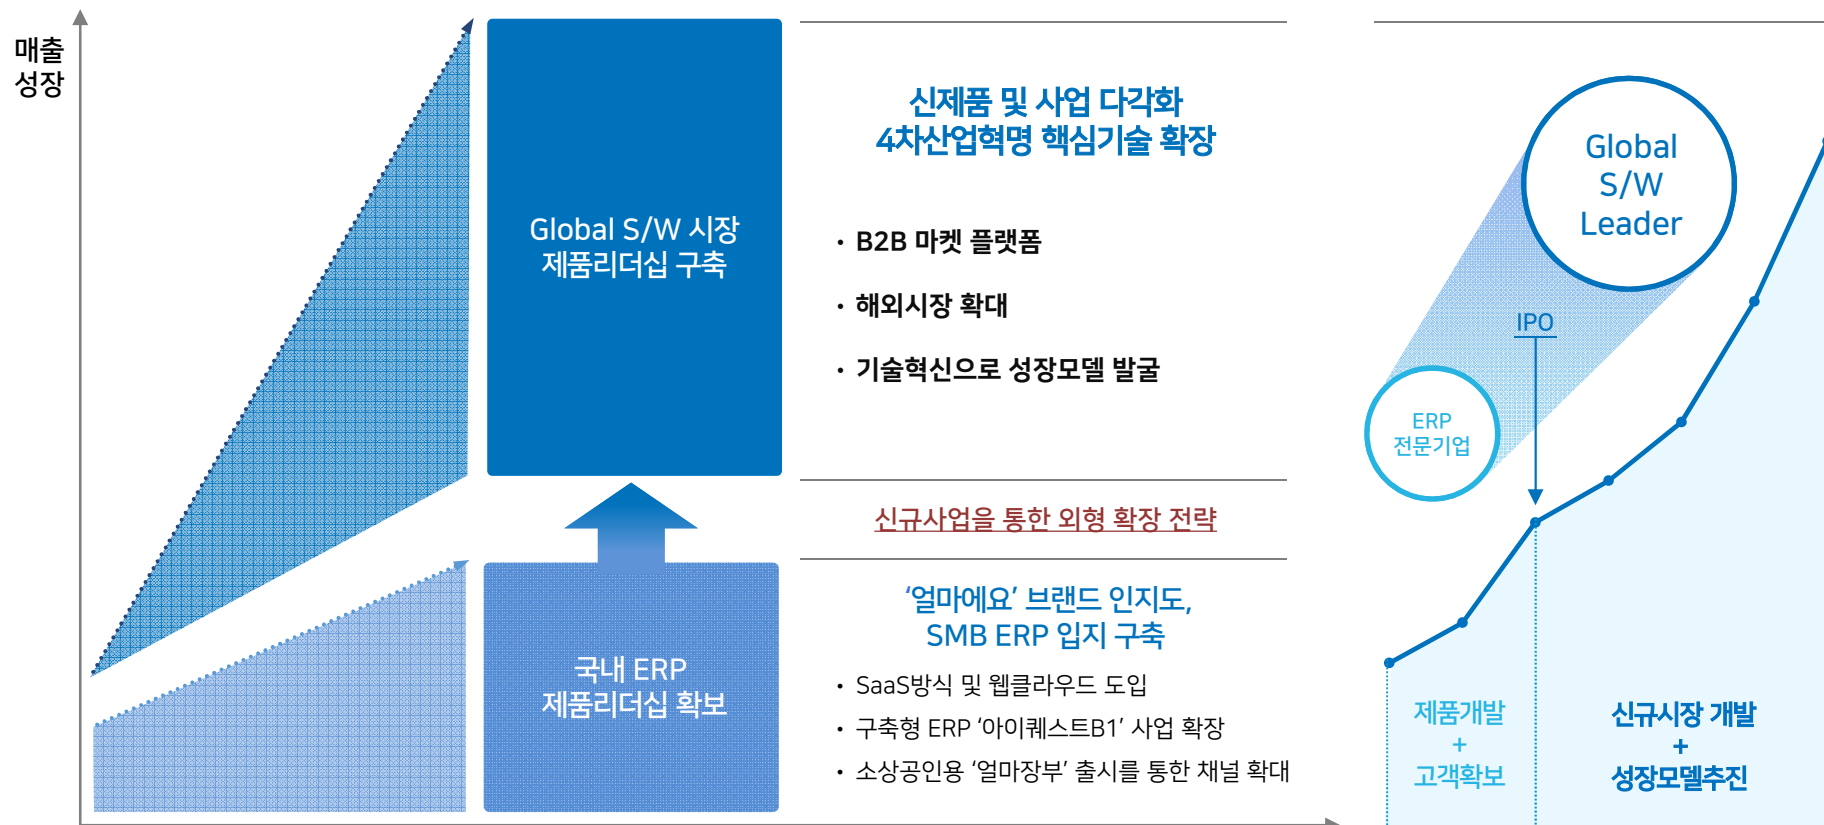 매출
성장
Global S/W 시장
제품리더십 구축
국내 ERP
제품리더십 확보
신제품 및 사업 다각화
4차산업혁명 핵심기술 확장
• B2B 마켓 플랫폼
• 해외시장 확대
• 기술혁신으로 성장모델 발굴
신규사업을 통한 외형 확장 전략
‘얼마에요’ 브랜드 인지도,
SMB ERP 입지 구축
• SaaS방식 및 웹클라우드 도입
• 구축형 ERP ‘아이퀘스트B1’ 사업 확장
• 소상공인용 ‘얼마장부’ 출시를 통한 채널 확대
Global
S/W
Leader
IPO
ERP
전문기업
제품개발
+
고객확보
신규시장 개발
+
성장모델추진